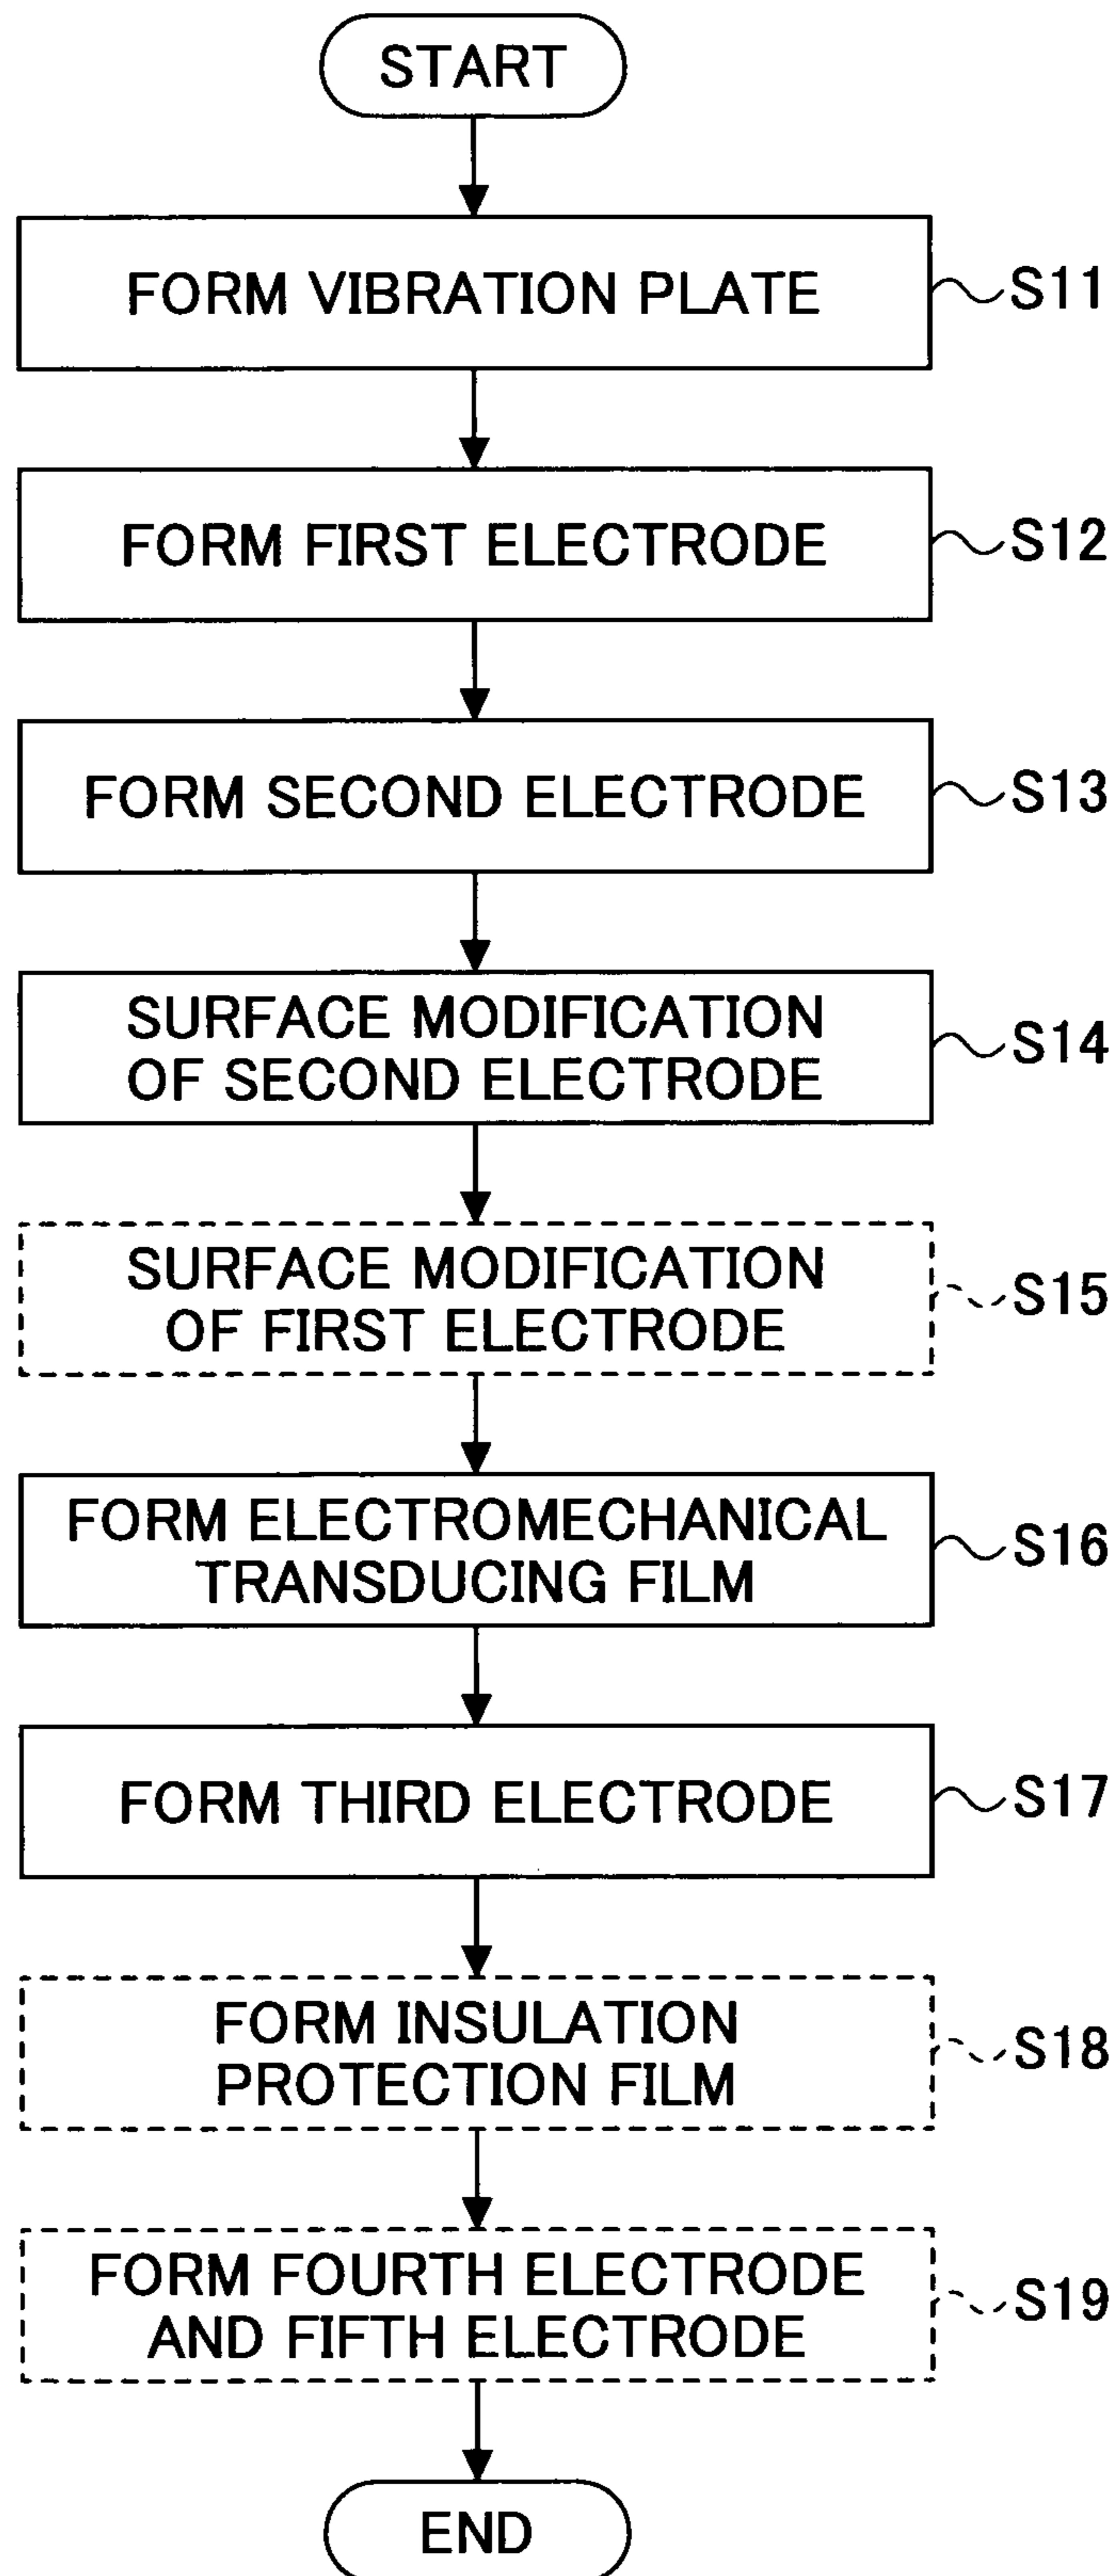 START
FORM VIBRATION PLATE
S11
FORM FIRST ELECTRODE
S12
FORM SECOND ELECTRODE
S13
SURFACE MODIFICATION
OF SECOND ELECTRODE
S14
SURFACE MODIFICATION
OF FIRST ELECTRODE
S15
FORM ELECTROMECHANICAL
TRANSDUCING FILM
S16
FORM THIRD ELECTRODE
S17
FORM INSULATION
PROTECTION FILM
S18
FORM FOURTH ELECTRODE
AND FIFTH ELECTRODE
S19
END